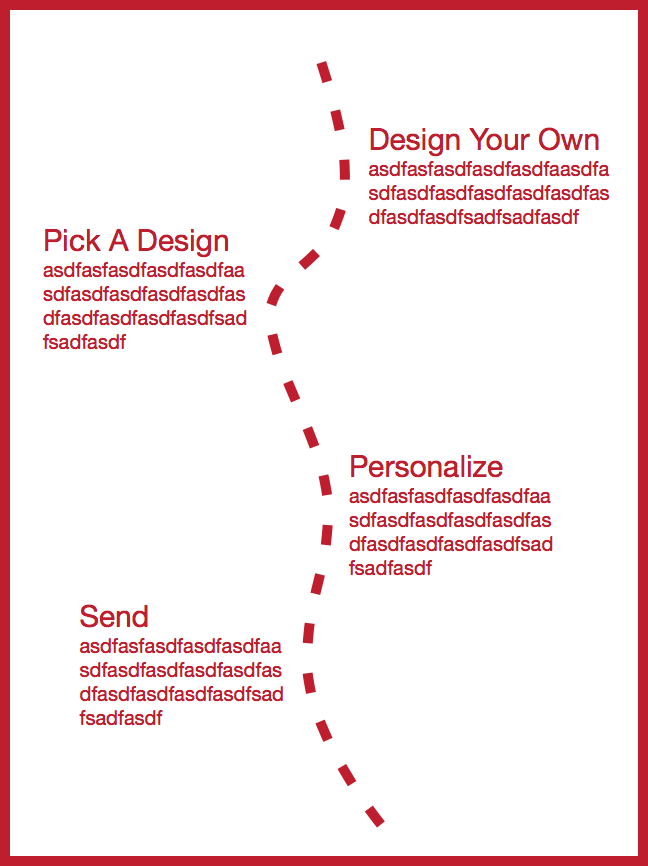 Design Your Own
asdfasfasdfasdfasdfaasdfa
sdfasdfasdfasdfasdfasdfas
dfasdfasdfsadfsadfasdf
Pick A Design
asdfasfasdfasdfasdfaa
sdfasdfasdfasdfasdfas
dfasdfasdfasdfasdfsad
fsadfasdf
Personalize
asdfasfasdfasdfasdfaa
sdfasdfasdfasdfasdfas
dfasdfasdfasdfasdfsad
fsadfasdf
Send
asdfasfasdfasdfasdfaa
sdfasdfasdfasdfasdfas
dfasdfasdfasdfasdfsad
fsadfasdf